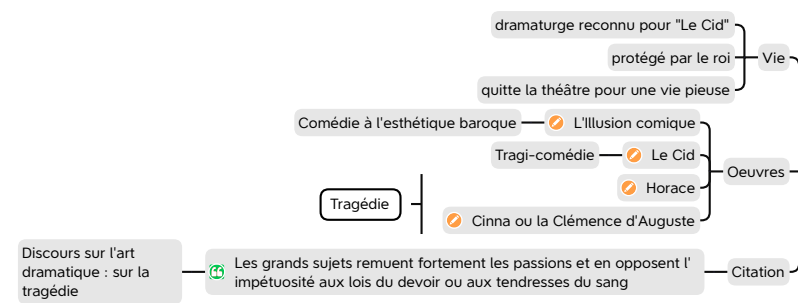 dramaturge reconnu pour "Le Cid"
protégé par le roi
Vie
quitte la théâtre pour une vie pieuse
Comédie à l'esthétique baroque
L'Illusion comique
Tragi-comédie
Le Cid
Oeuvres
Horace
Tragédie
Cinna ou la Clémence d'Auguste
Discours sur l'art
dramatique : sur la
tragédie
Les grands sujets remuent fortement les passions et en opposent l'
impétuosité aux lois du devoir ou aux tendresses du sang
Citation